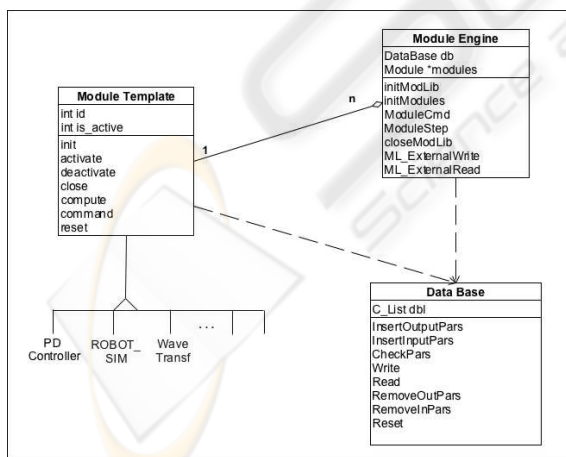 Module Engine
DataBase db
Module *modules
initModLib
initModules
ModuleCmd
ModuleStep
closeModLib
ML_ExternalWrite
ML_ExternalRead
n
1
Module Template
int id
int is_active
init
activate
deactivate
close
compute
command
reset
PD
Controller
ROBOT_
SIM
Wave
Transf
...
Data Base
C_List dbl
InsertOutputPars
InsertInputPars
CheckPars
Write
Read
RemoveOutPars
RemoveInPars
Reset
Science a